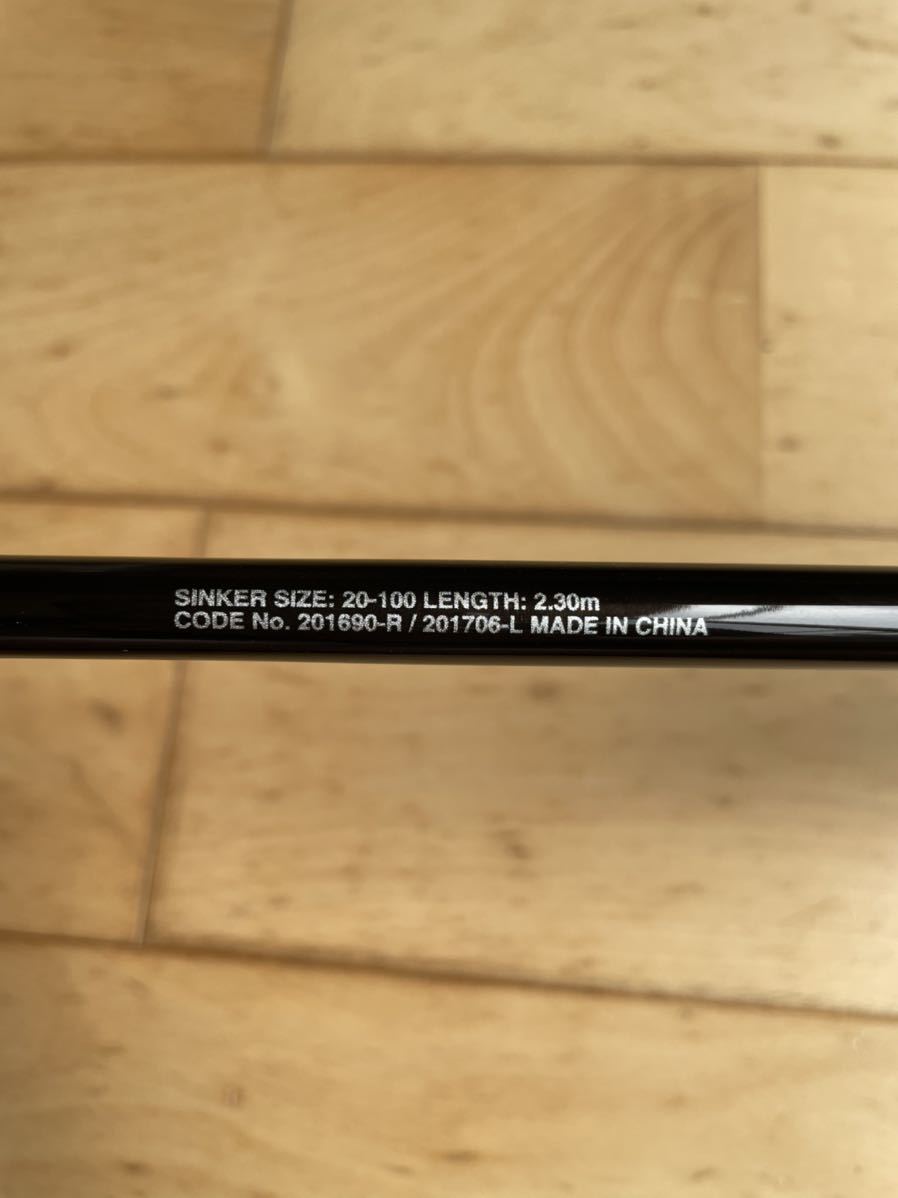 SINKER SIZE: 20-100 LENGTH: 2.30m
CODE No. 201690-R / 201706-L MADE IN CHINA